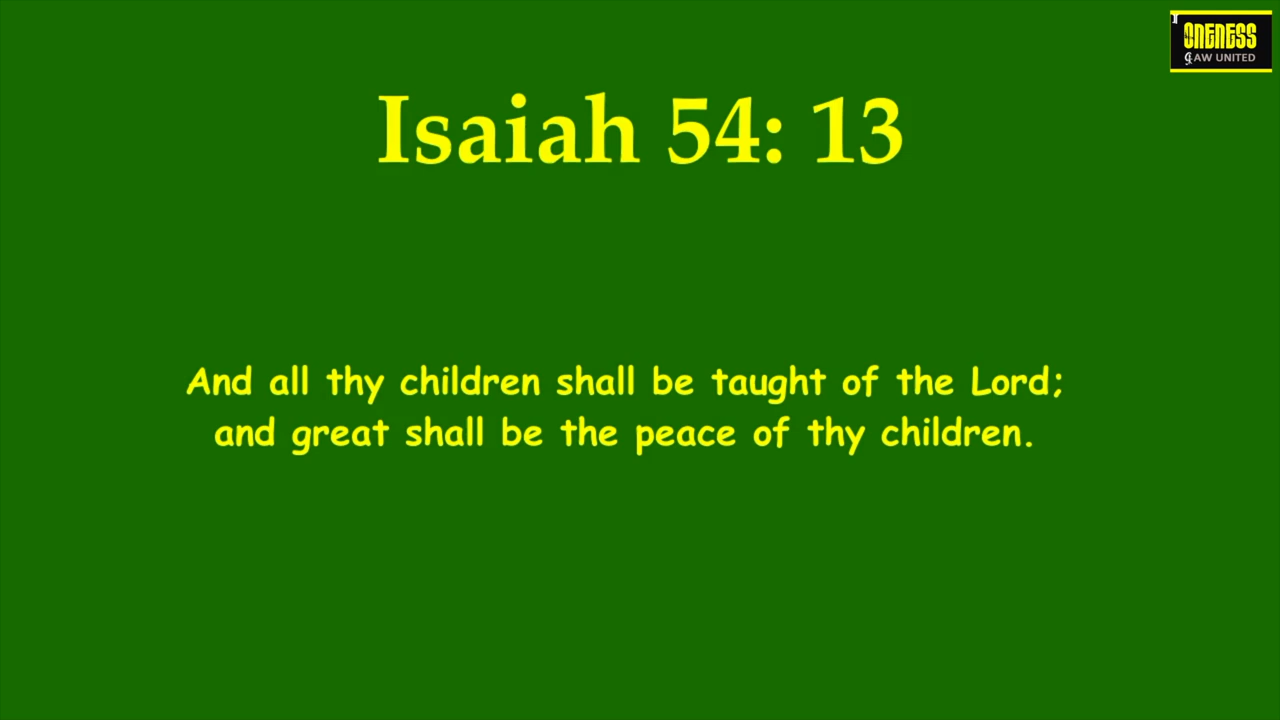 ONENESS
AW UNITED
Isaiah 54: 13
And all thy children shall be taught of the Lord;
and great shall be the peace of thy children.